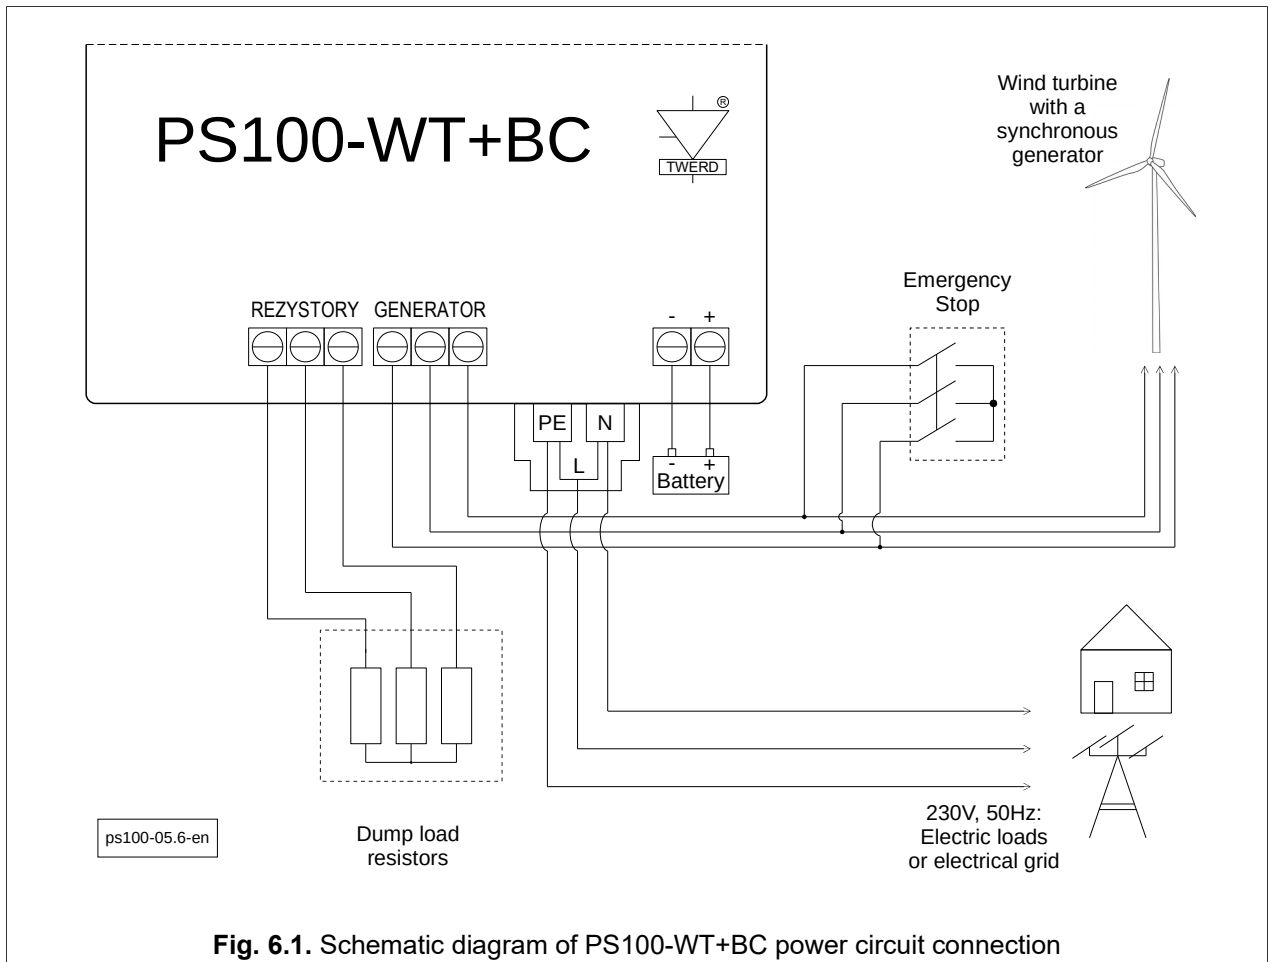 PS100-WT+BC
®
TWERD
Wind turbine
with a
synchronous
generator
Emergency
Stop
REZYSTORY GENERATOR
- +
PE N
L
- +
Battery
230V, 50Hz:
Electric loads
or electrical grid
Dump load
resistors
ps100-05.6-en
Fig. 6.1. Schematic diagram of PS100-WT+BC power circuit connection